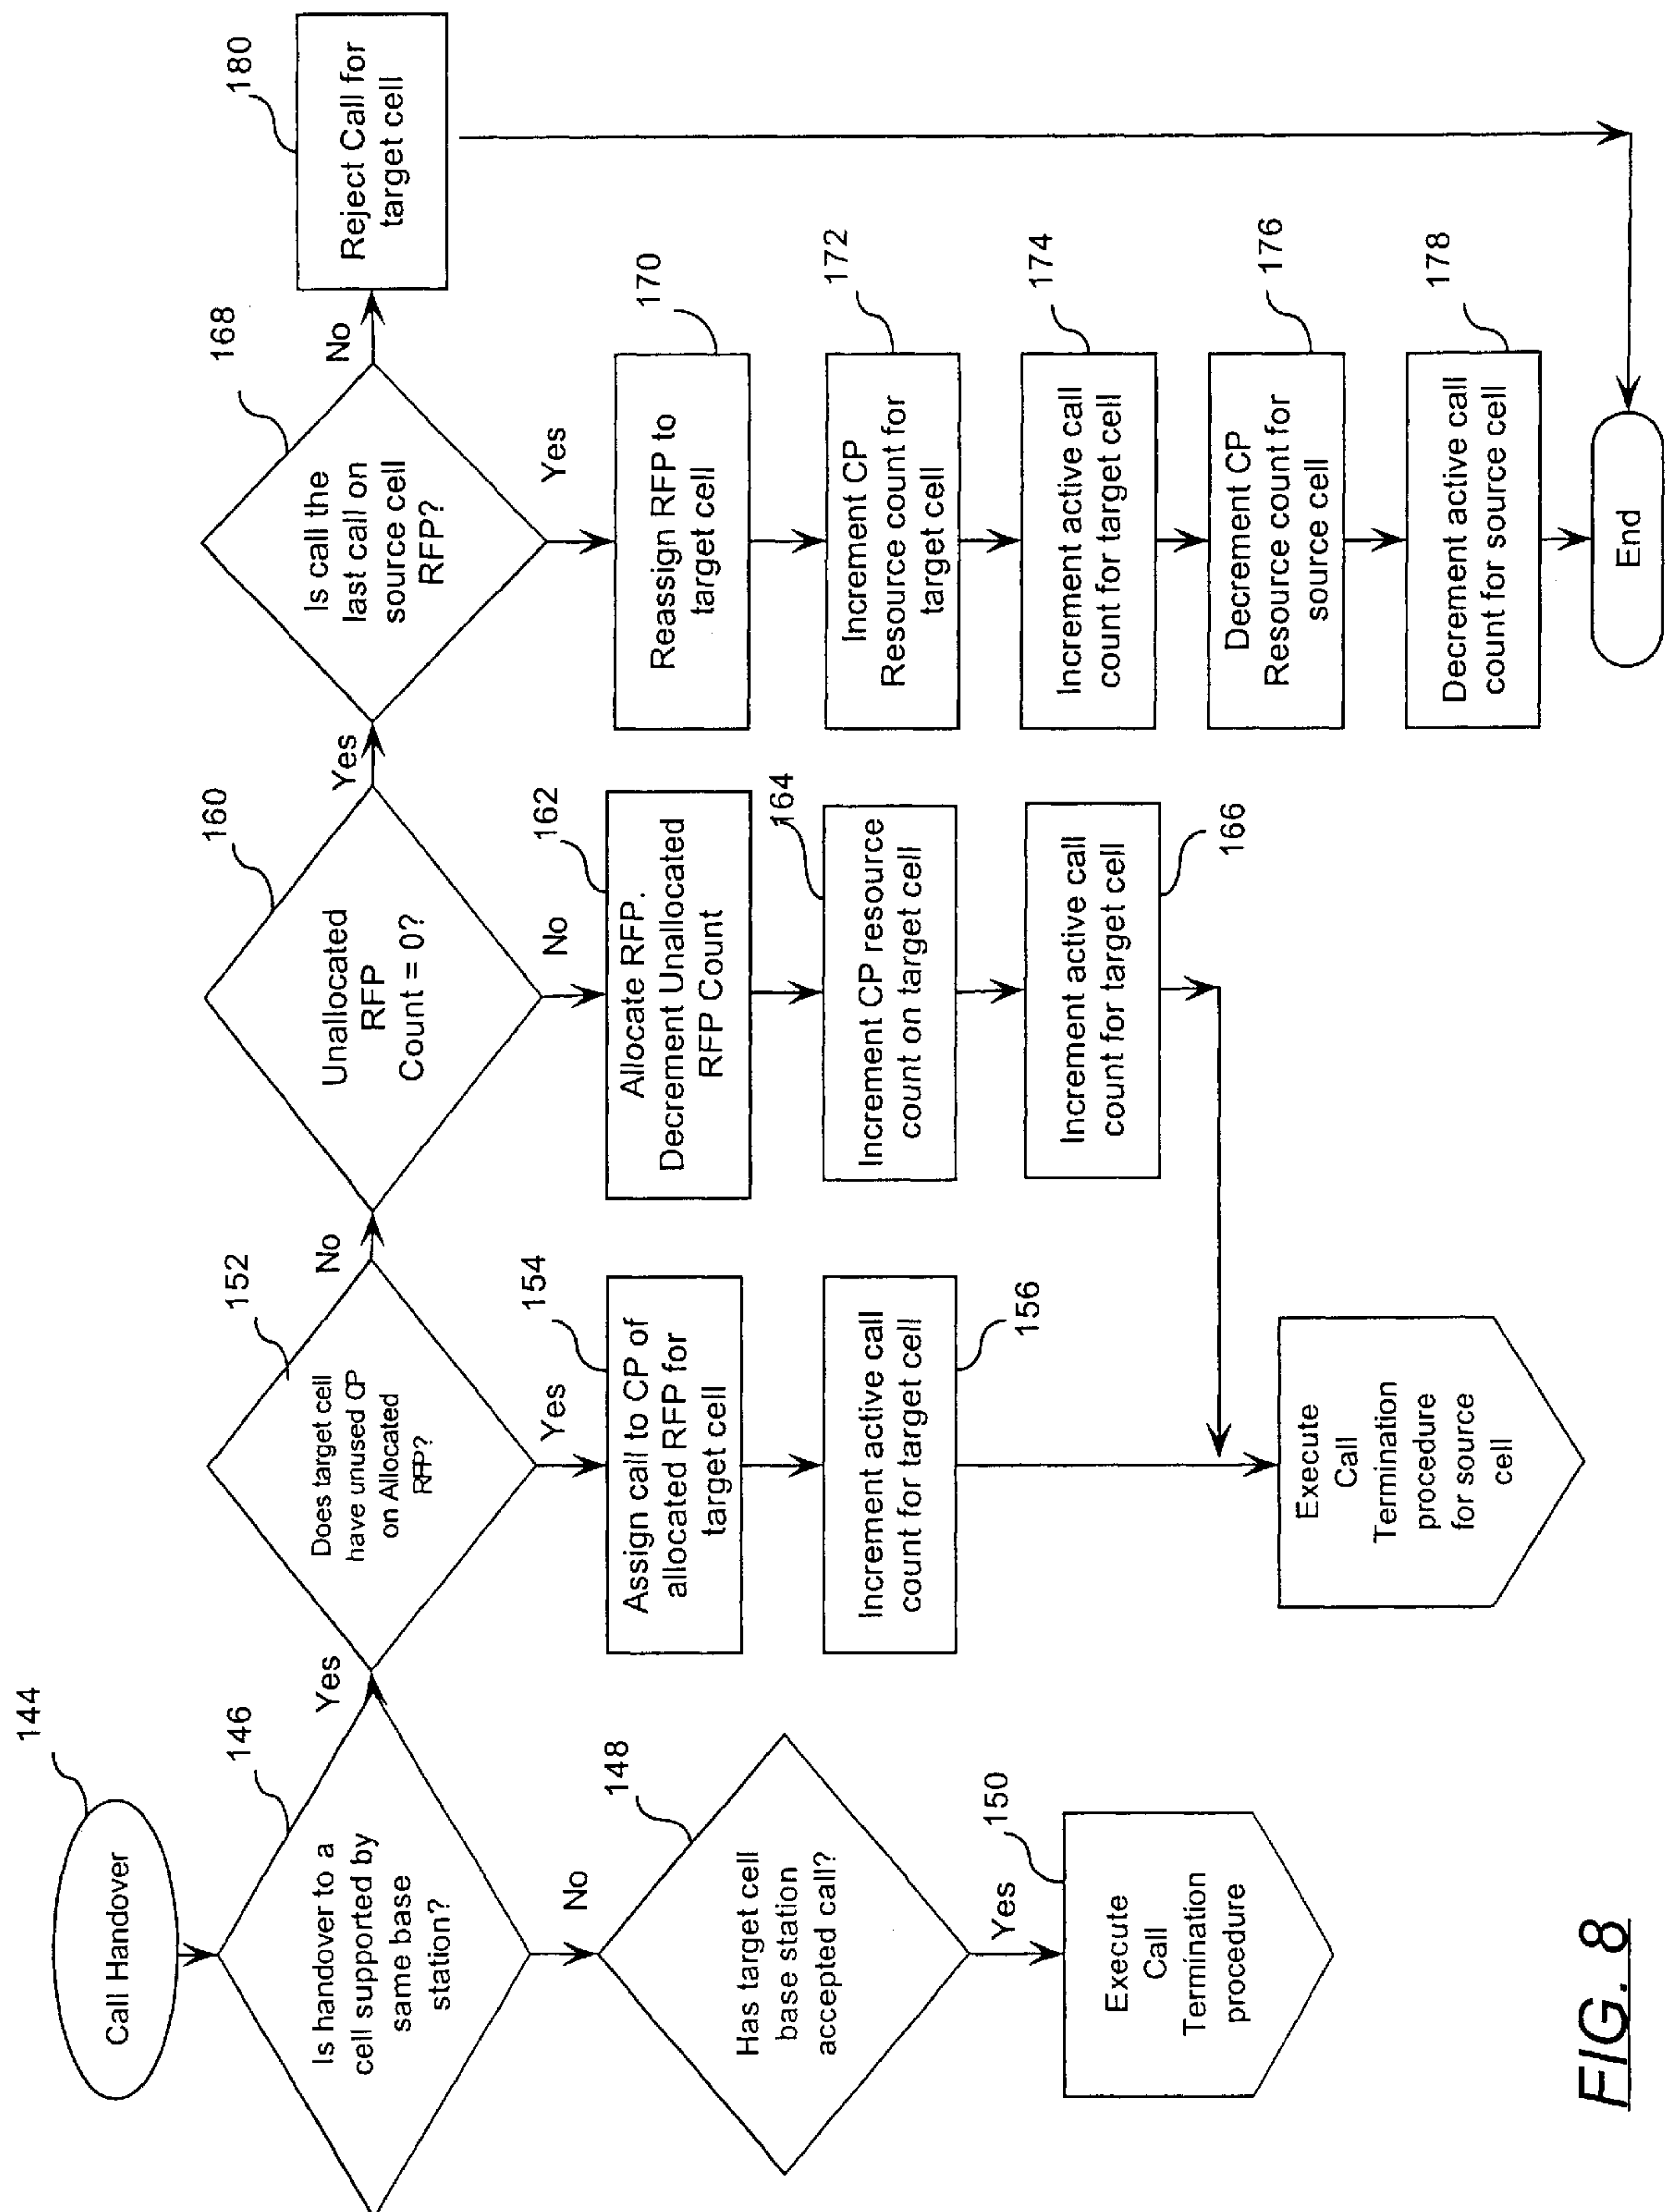 144
Call Handover
146
Is handover to a
cell supported by
same base
station?
Yes
No
148
Has target cell
base station
accepted call?
Yes
150
Execute
Call
Termination
procedure
152
Does target cell
have unused CP
on Allocated
RFP?
No
Yes
154
Assign call to CP of
allocated RFP for
target cell
Increment active call
count for target cell
156
Execute
Call
Termination
procedure
for source
cell
160
Unallocated
RFP
Count = 0?
Yes
No
162
Allocate RFP.
Decrement Unallocated
RFP Count
164
Increment CP resource
count on target cell
Increment active call
count for target cell
166
168
Is call the
last call on
source cell
RFP?
No
Yes
180
Reject Call for
target cell
170
Reassign RFP to
target cell
172
Increment CP
Resource count for
target cell
174
Increment active call
count for target cell
176
Decrement CP
Resource count for
source cell
178
Decrement active call
count for source cell
End
FIG. 8